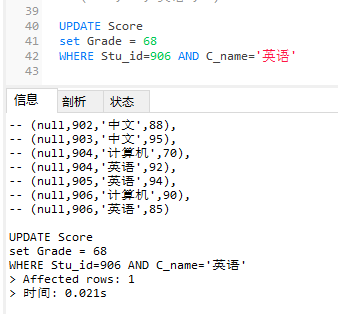 39
40 UPDATE Score
41 set Grade = 68
42 WHERE Stu_id=906 AND C_name='英语'
43
信息 剖析 状态
-- (null,902,'中文',88),
-- (null,903,'中文',95),
-- (null,904,'计算机',70),
-- (null,904,'英语',92),
-- (null,905,'英语',94),
-- (null,906,'计算机',90),
-- (null,906,'英语',85)
UPDATE Score
set Grade = 68
WHERE Stu_id=906 AND C_name='英语'
> Affected rows: 1
> 时间: 0.021s